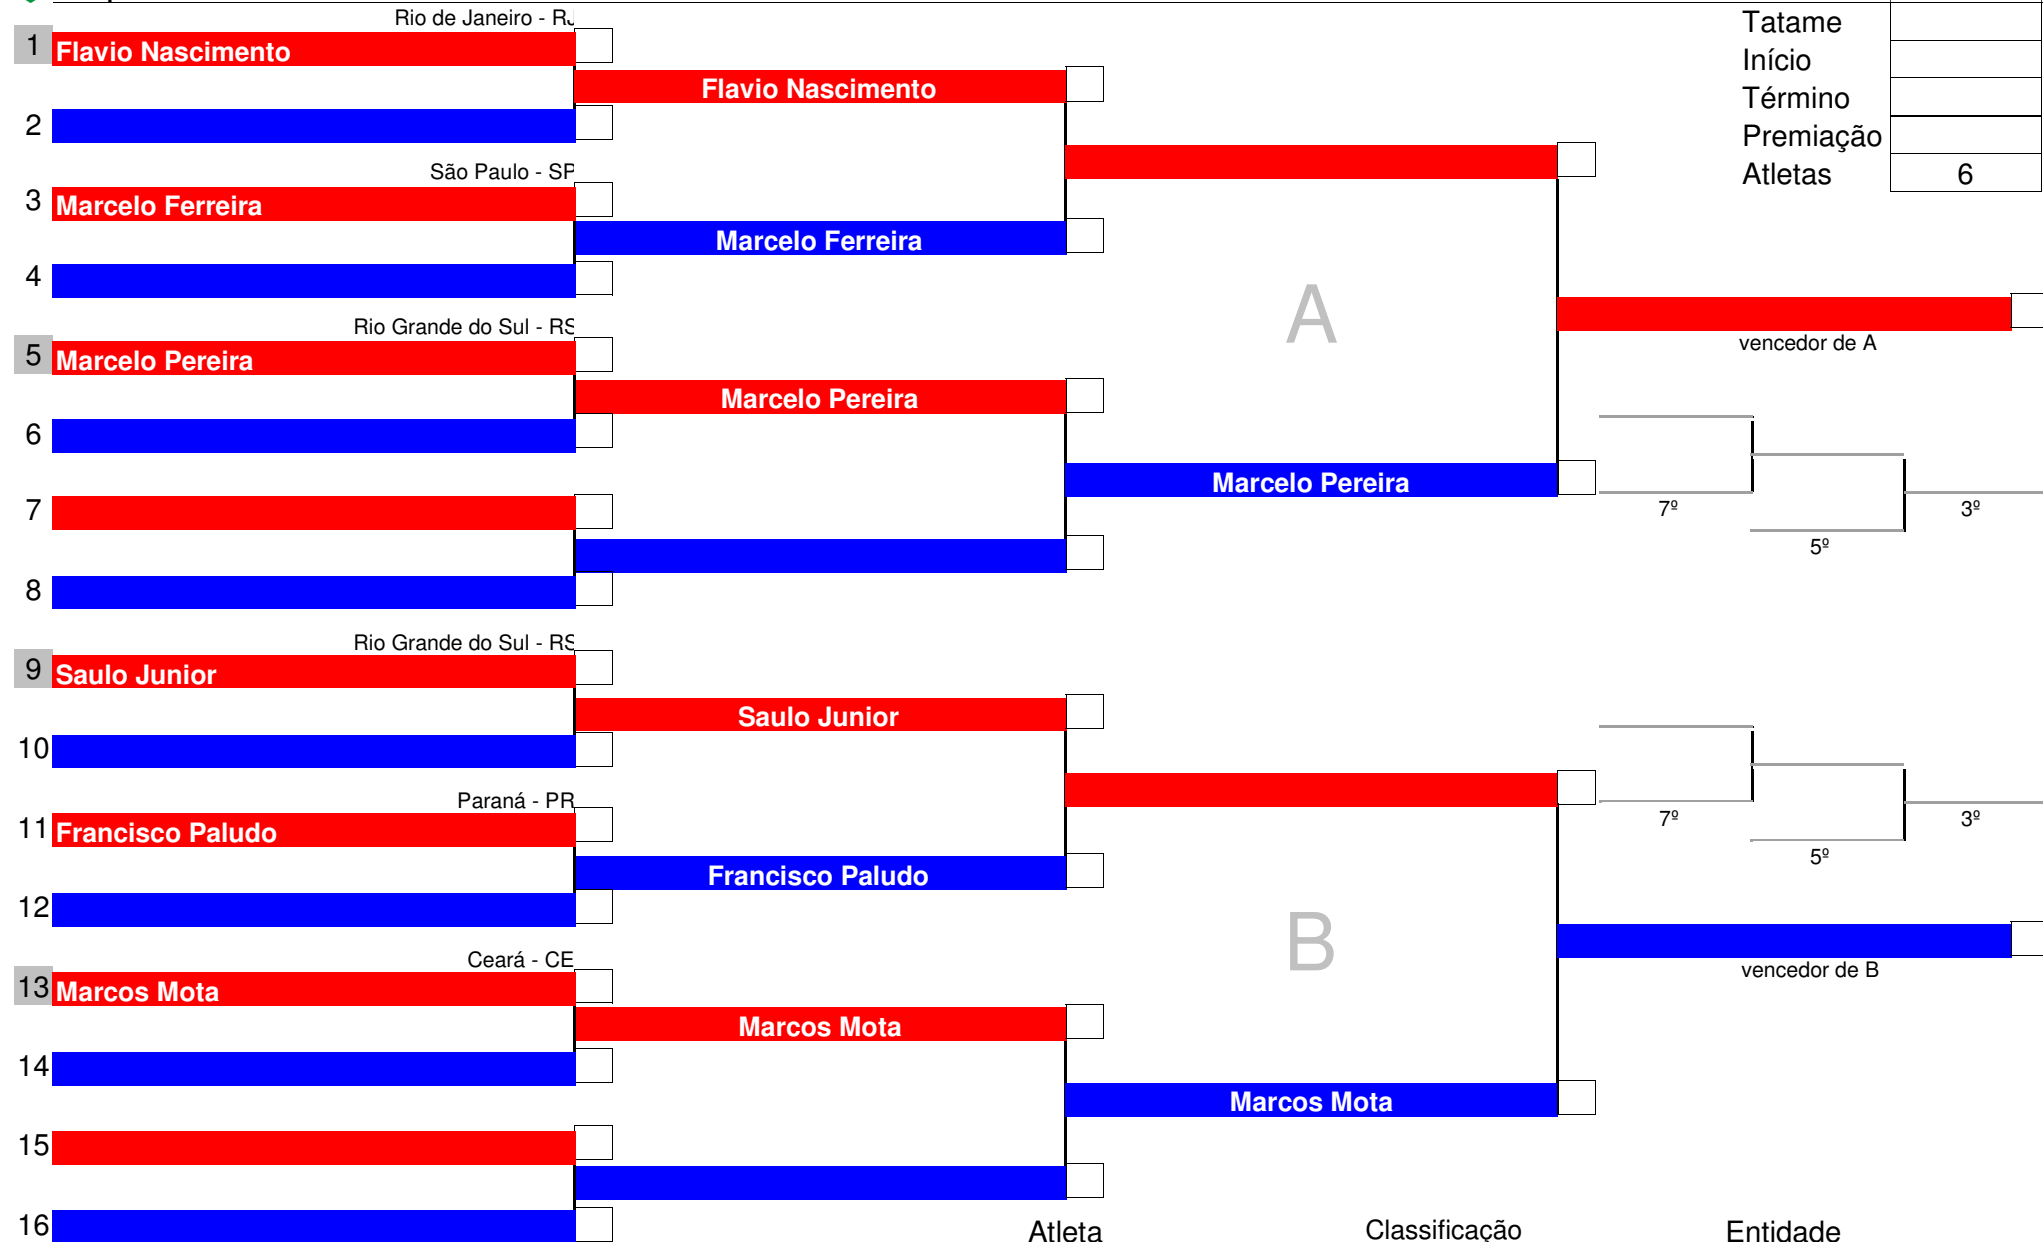 Rio de Janeiro - RJ
1 Flavio Nascimento
Flavio Nascimento
2
São Paulo - SP
3 Marcelo Ferreira
Marcelo Ferreira
4
Rio Grande do Sul - RS
5 Marcelo Pereira
Marcelo Pereira
6
Marcelo Pereira
7
8
A
Tatame
Início
Término
Premiação
Atletas 6
vencedor de A
7º
3º
5º
Rio Grande do Sul - RS
9 Saulo Junior
Saulo Junior
10
Paraná - PR
11 Francisco Paludo
Francisco Paludo
12
Ceará - CE
13 Marcos Mota
Marcos Mota
14
Marcos Mota
15
16
B
7º
3º
5º
vencedor de B
Atleta Classificação Entidade